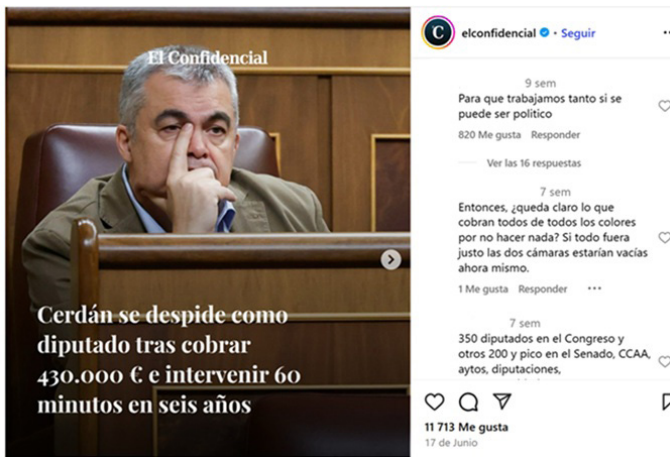 El Confidencial
Cerdán se despide como
diputado tras cobrar
430.000 € e intervenir 60
minutos en seis años
elconfidencial • Seguir
9 sem
Para que trabajamos tanto si se
puede ser politico
820 Me gusta Responder
Ver las 16 respuestas
7 sem
Entonces, ¿queda claro lo que
cobran todos de todos los colores
por no hacer nada? Si todo fuera
justo las dos cámaras estarían vacías
ahora mismo.
1 Me gusta Responder ...
7 sem
350 diputados en el Congreso y
otros 200 y pico en el Senado, CCAA,
aytos, diputaciones,
11 713 Me gusta
17 de Junio